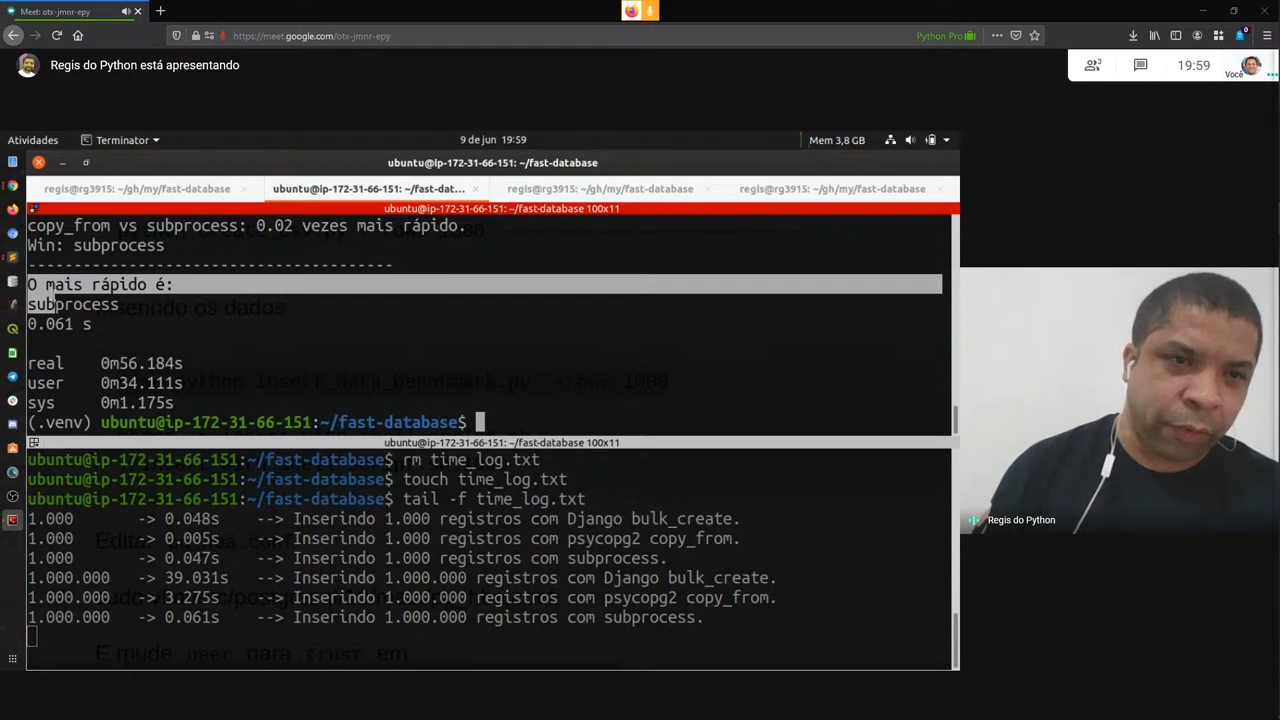 Meet: otx-jmnr-epy
https://meet.google.com/otx-jmnr-epy
Python Pro
Regis do Python está apresentando
3
19:59
Você
Atividades
Terminator
9 de jun 19:59
Mem 3,8 GB
ubuntu@ip-172-31-66-151: ~/fast-database
regis@rg3915: ~/gh/my/fast-database
ubuntu@ip-172-31-66-151: ~/fast-dat...
regis@rg3915: ~/gh/my/fast-database
regis@rg3915: ~/gh/my/fast-database
ubuntu@ip-172-31-66-151: ~/fast-database 100x11
copy_from vs subprocess: 0.02 vezes mais rápido.
Win: subprocess
----------------------------------------
O mais rápido é:
subprocess
Inserindo os dados
0.061 s
real 0m56.184s
user 0m34.111s
sys 0m1.175s
(.venv) ubuntu@ip-172-31-66-151:~/fast-database$
ubuntu@ip-172-31-66-151: ~/fast-database 100x11
ubuntu@ip-172-31-66-151:~/fast-database$ rm time_log.txt
ubuntu@ip-172-31-66-151:~/fast-database$ touch time_log.txt
ubuntu@ip-172-31-66-151:~/fast-database$ tail -f time_log.txt
1.000 -> 0.048s --> Inserindo 1.000 registros com Django bulk_create.
1.000 -> 0.005s --> Inserindo 1.000 registros com psycopg2 copy_from.
1.000 -> 0.047s --> Inserindo 1.000 registros com subprocess.
1.000.000 -> 39.031s --> Inserindo 1.000.000 registros com Django bulk_create.
1.000.000 -> 3.275s --> Inserindo 1.000.000 registros com psycopg2 copy_from.
1.000.000 -> 0.061s --> Inserindo 1.000.000 registros com subprocess.
E mude peer para trust em
Regis do Python